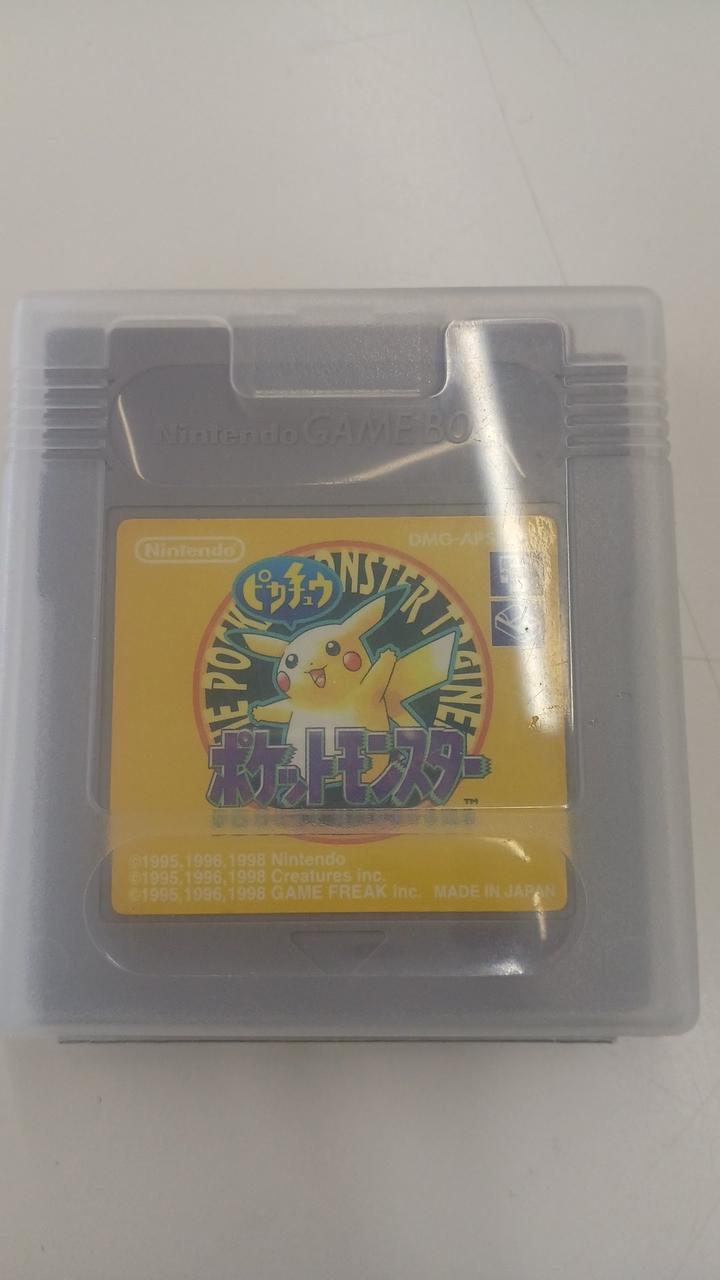 Nintendo GAME BO
Nintendo
DMG-AP
ピカチュウ
THE POCKET MONSTER TRAINER
ポケットモンスター
TM
©1995,1996,1998 Nintendo
©1995,1996,1998 Creatures inc.
©1995,1996,1998 GAME FREAK inc. MADE IN JAPAN